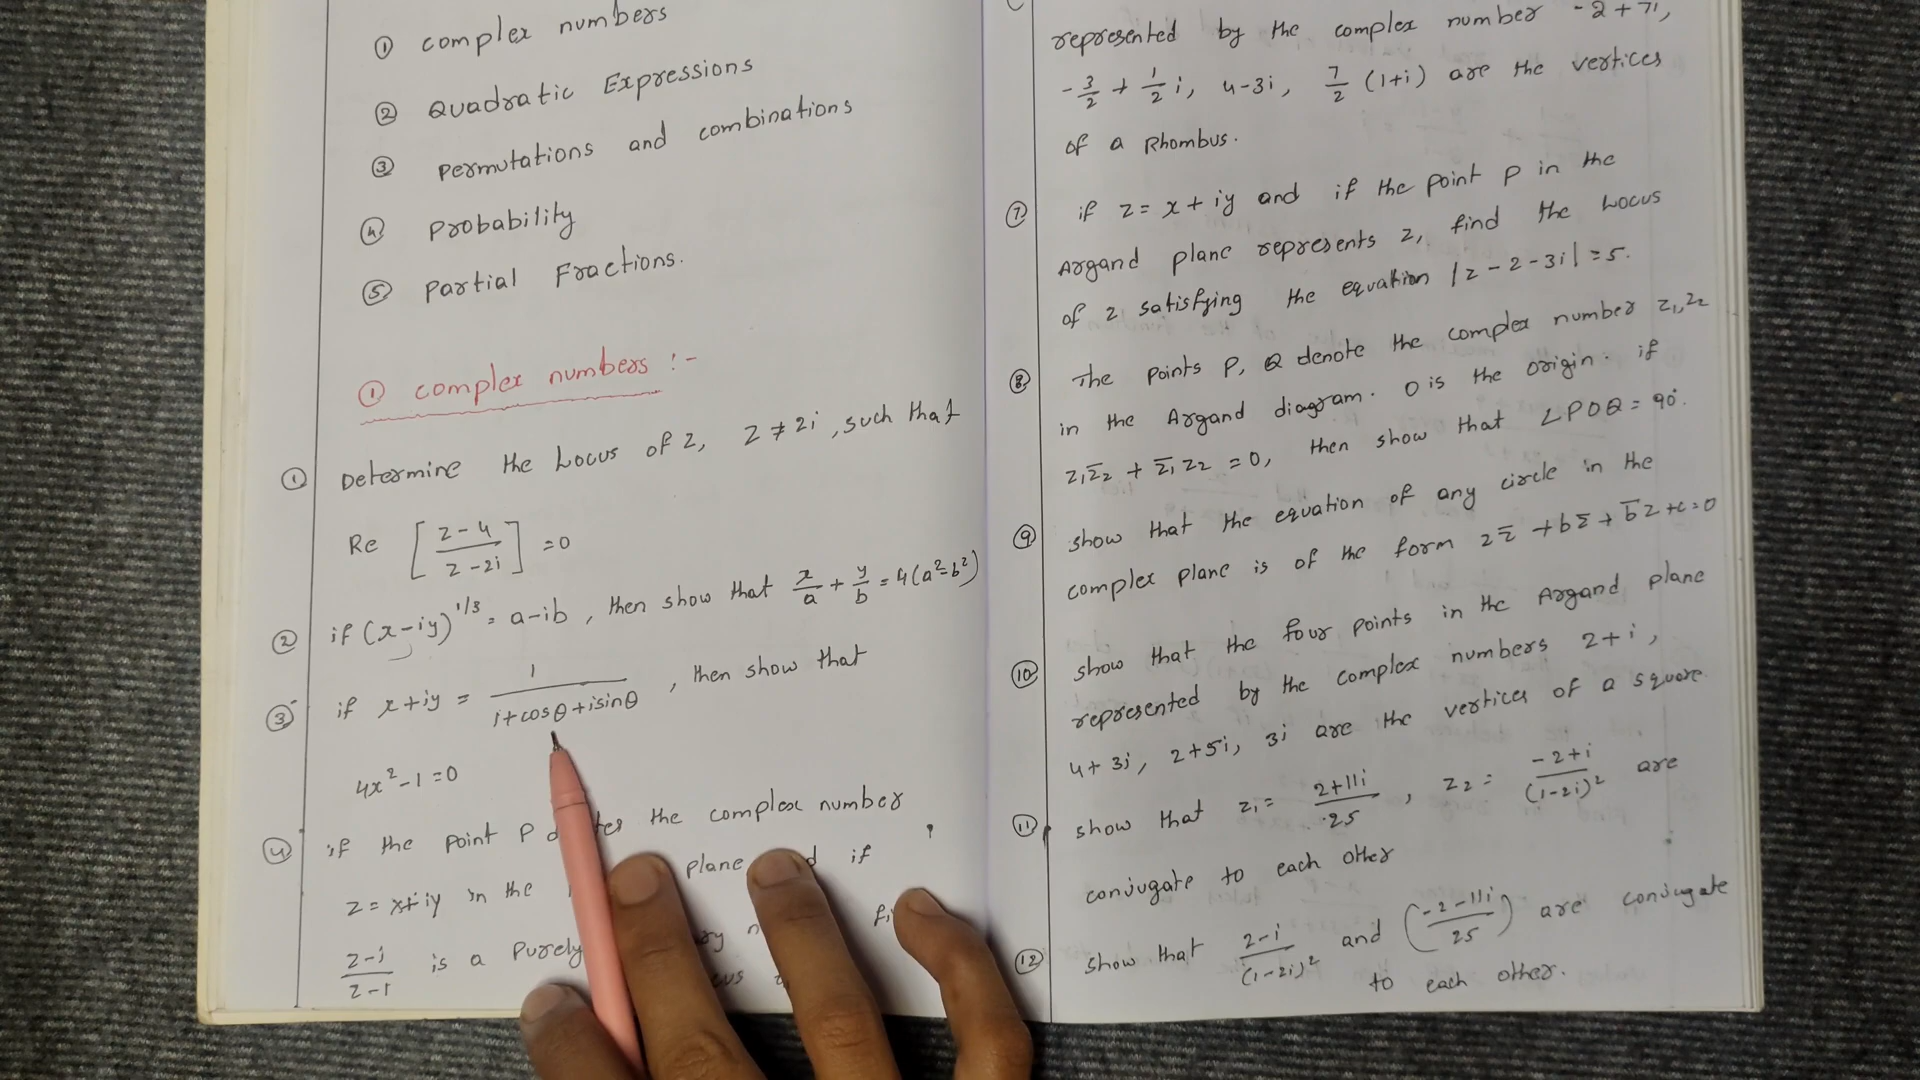 ① complex numbers
② Quadratic Expressions
③ permutations and combinations
④ probability
⑤ partial Fractions.
① complex numbers :-
① Determine the Locus of z, z ≠ 2i, such that
Re [z-4 / z-2i] = 0
② if (x-iy)^1/3 = a-ib, then show that x/a + y/b = 4(a²-b²)
③ if x+iy = 1 / 1+cosθ+isinθ, then show that
4x²-1=0
④ if the point P the complex number
z = x+iy in the plane if
z-i / z-1 is a purely
represented by the complex number -2+7i,
-3/2 + 1/2 i, 4-3i, 7/2 (1+i) are the vertices
of a Rhombus.
⑦ if z = x+iy and if the point P in the
Argand plane represents z, find the Locus
of z satisfying the equation |z-2-3i| = 5.
⑧ The points P, Q denote the complex number z₁, z₂
in the Argand diagram. O is the origin. if
z₁z̄₂ + z̄₁z₂ = 0, then show that ∠POQ = 90°.
⑨ show that the equation of any circle in the
complex plane is of the form zz̄ + bz̄ + b̄z + c = 0
⑩ show that the four points in the Argand plane
represented by the complex numbers 2+i,
4+3i, 2+5i, 3i are the vertices of a square.
⑪ show that z₁ = 2+11i / 25, z₂ = -2+i / (1-2i)² are
conjugate to each other
⑫ show that 2-i / (1-2i)² and (-2-11i / 25) are conjugate
to each other.